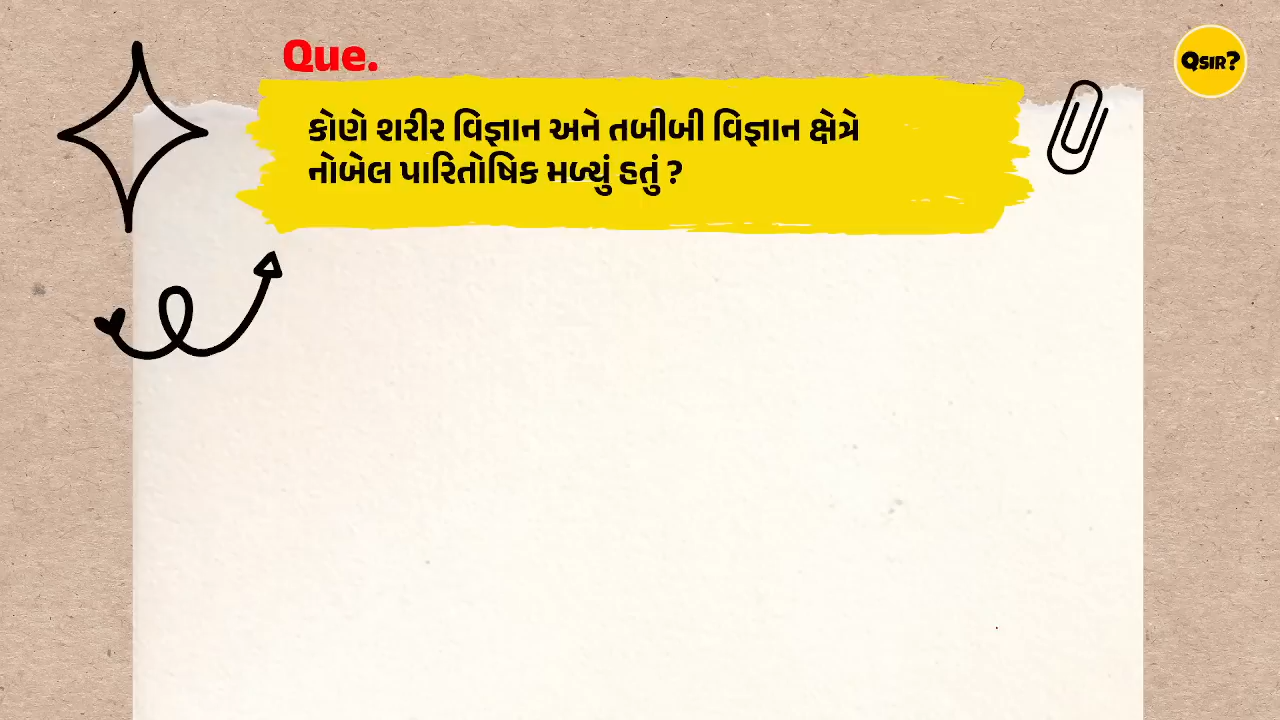 Que.
QSIR?
કોણે શરીર વિજ્ઞાન અને તબીબી વિજ્ઞાન ક્ષેત્રે
નોબેલ પારિતોષિક મળ્યું હતું ?